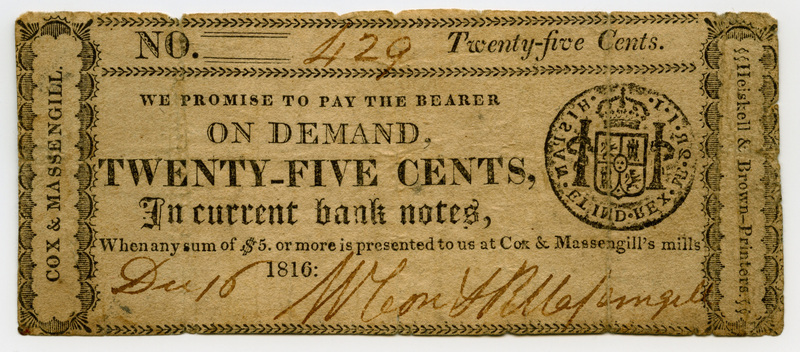 NO. 429 Twenty-five Cents.
WE PROMISE TO PAY THE BEARER
ON DEMAND,
TWENTY-FIVE CENTS,
In current bank notes,
When any sum of $5. or more is presented to us at Cox & Massengill's mills
Dec 16 1816:
W Cox & R Massengill
COX & MASSENGILL.
Heiskell & Brown-Printers